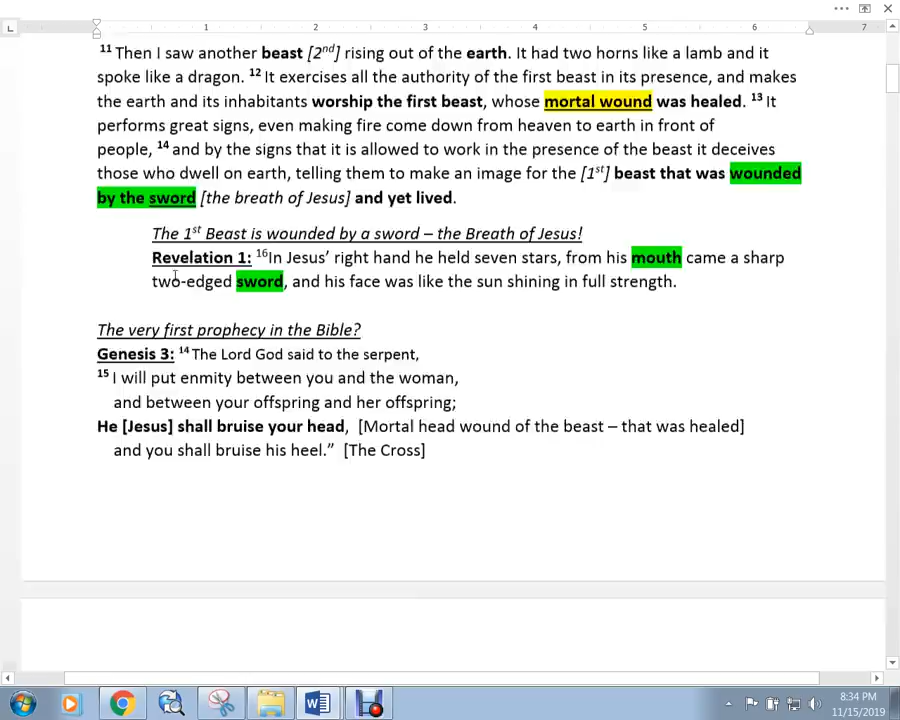 1 2 3 4 5 6 7
11 Then I saw another beast [2nd] rising out of the earth. It had two horns like a lamb and it
spoke like a dragon. 12 It exercises all the authority of the first beast in its presence, and makes
the earth and its inhabitants worship the first beast, whose mortal wound was healed. 13 It
performs great signs, even making fire come down from heaven to earth in front of
people, 14 and by the signs that it is allowed to work in the presence of the beast it deceives
those who dwell on earth, telling them to make an image for the [1st] beast that was wounded
by the sword [the breath of Jesus] and yet lived.
The 1st Beast is wounded by a sword – the Breath of Jesus!
Revelation 1: 16In Jesus’ right hand he held seven stars, from his mouth came a sharp
two-edged sword, and his face was like the sun shining in full strength.
The very first prophecy in the Bible?
Genesis 3: 14 The Lord God said to the serpent,
15 I will put enmity between you and the woman,
and between your offspring and her offspring;
He [Jesus] shall bruise your head, [Mortal head wound of the beast – that was healed]
and you shall bruise his heel.” [The Cross]
8:34 PM
11/15/2019